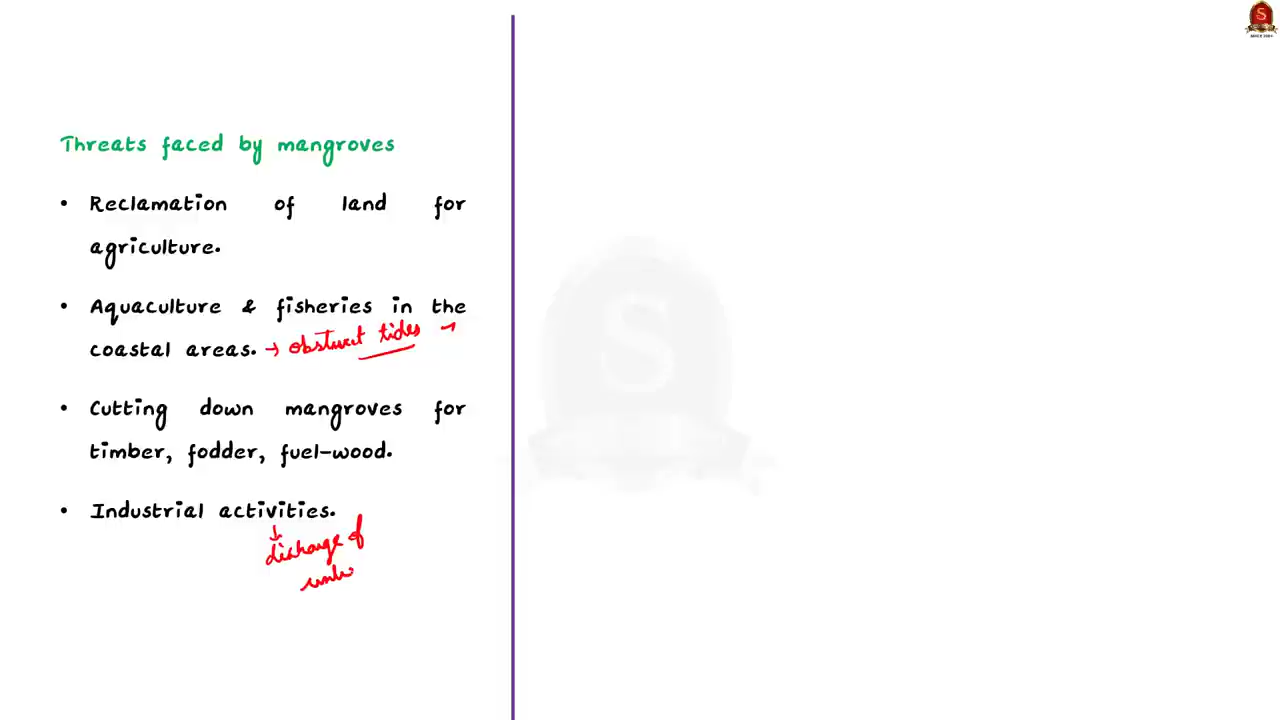 Threats faced by mangroves
• Reclamation of land for
agriculture.
• Aquaculture & fisheries in the
coastal areas. → obstruct tides →
• Cutting down mangroves for
timber, fodder, fuel-wood.
• Industrial activities.
↓
discharge of
S
S